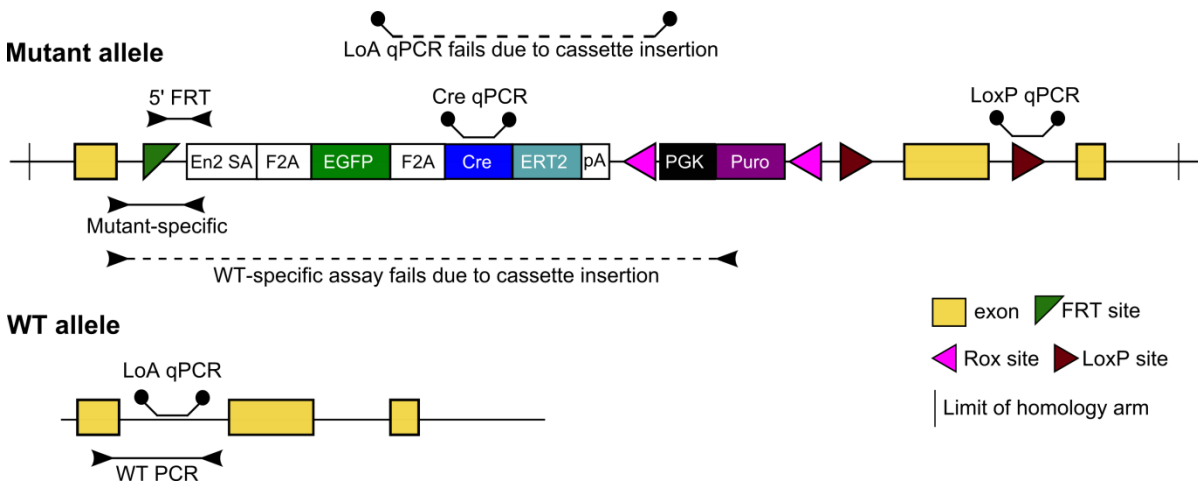 LoA qPCR fails due to cassette insertion
Mutant allele
5' FRT
Cre qPCR
LoxP qPCR
En2 SA F2A EGFP F2A Cre ERT2 pA PGK Puro
Mutant-specific
WT-specific assay fails due to cassette insertion
WT allele
LoA qPCR
WT PCR
exon FRT site
Rox site LoxP site
Limit of homology arm